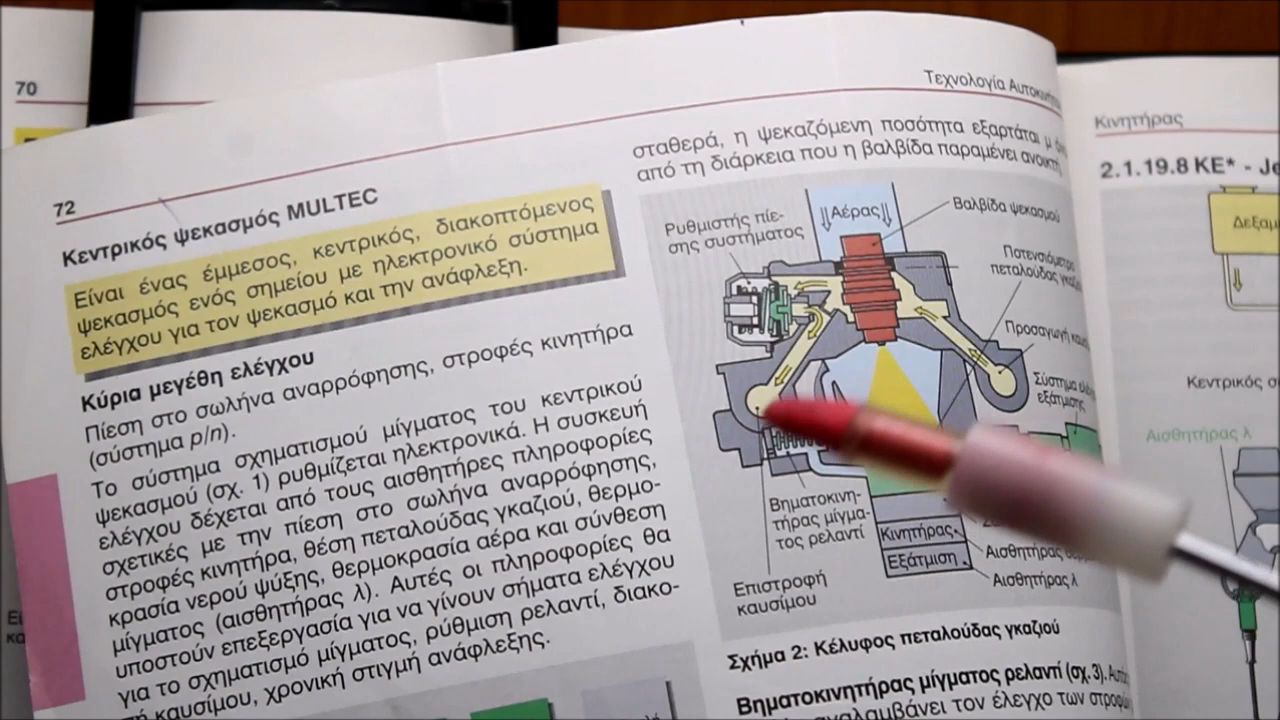 70
Τεχνολογία
72
Κεντρικός ψεκασμός MULTEC
Είναι ένας έμμεσος, κεντρικός, διακοπτόμενος
ψεκασμός ενός σημείου με ηλεκτρονικό σύστημα
ελέγχου για τον ψεκασμό και την ανάφλεξη.
Κύρια μεγέθη ελέγχου
Πίεση στο σωλήνα αναρρόφησης, στροφές κινητήρα
(σύστημα p/n).
Το σύστημα σχηματισμού μίγματος του κεντρικού
ψεκασμού (σχ. 1) ρυθμίζεται ηλεκτρονικά. Η συσκευή
ελέγχου δέχεται από τους αισθητήρες πληροφορίες
σχετικές με την πίεση στο σωλήνα αναρρόφησης,
στροφές κινητήρα, θέση πεταλούδας γκαζιού, θερμο-
κρασία νερού ψύξης, θερμοκρασία αέρα και σύνθεση
μίγματος (αισθητήρας λ). Αυτές οι πληροφορίες θα
υποστούν επεξεργασία για να γίνουν σήματα ελέγχου
για το σχηματισμό μίγματος, ρύθμιση ρελαντί, διακο-
πή καυσίμου, χρονική στιγμή ανάφλεξης.
σταθερά, η ψεκαζόμενη ποσότητα εξαρτάται
από τη διάρκεια που η βαλβίδα παραμένει ανοικτή
Ρυθμιστής πίε-
σης συστήματος
Αέρας
Βαλβίδα ψεκασμού
πεταλούδας
Προσαγωγή
Σύστημα
εξάτμισης
Βηματοκινη-
τήρας μίγμα-
τος ρελαντί
Κινητήρας
Εξάτμιση
Αισθητήρας
Αισθητήρας λ
Επιστροφή
καυσίμου
Σχήμα 2: Κέλυφος πεταλούδας γκαζιού
Βηματοκινητήρας μίγματος ρελαντί (σχ. 3).
αναλαμβάνει τον έλεγχο των
Κινητήρας
2.1.19.8 KE* -
Κεντρικός
Αισθητήρας λ